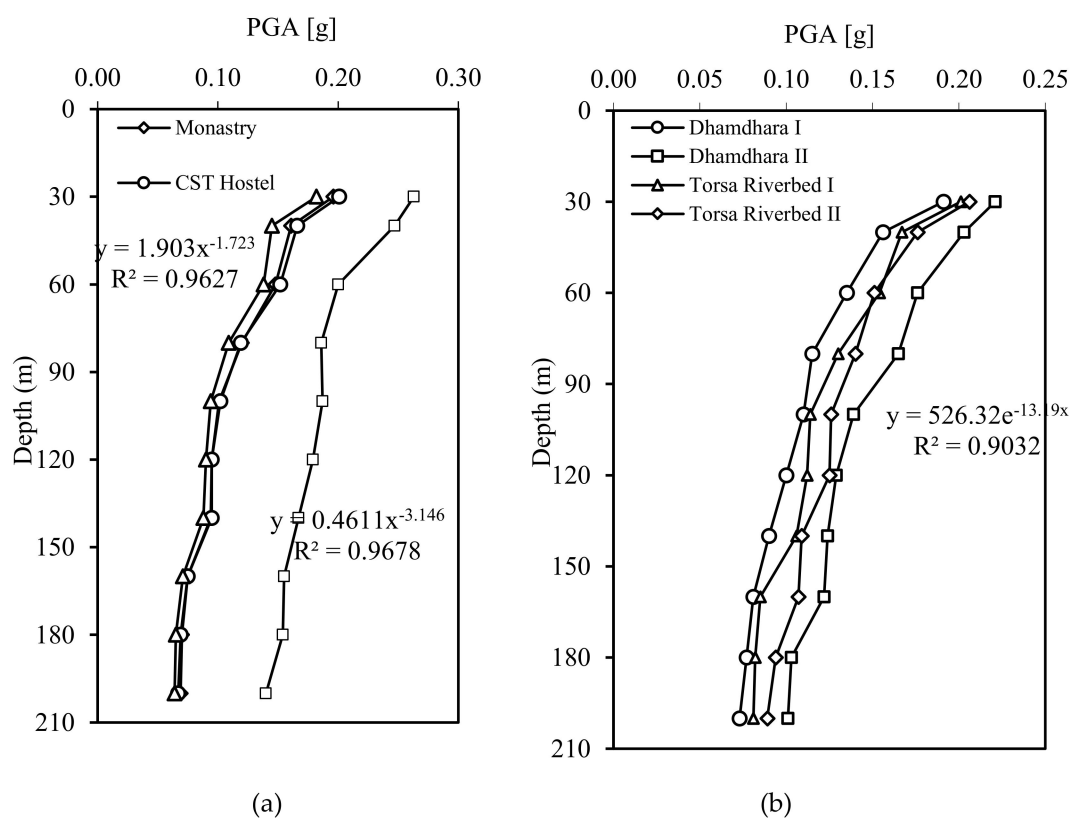 PGA [g]
0.00 0.10 0.20 0.30
0
30
60
90
120
150
180
210
Depth (m)
Monastry
CST Hostel
y = 1.903x-1.723
R² = 0.9627
y = 0.4611x-3.146
R² = 0.9678
(a)
PGA [g]
0.00 0.05 0.10 0.15 0.20 0.25
0
30
60
90
120
150
180
210
Depth (m)
Dhamdhara I
Dhamdhara II
Torsa Riverbed I
Torsa Riverbed II
y = 526.32e-13.19x
R² = 0.9032
(b)